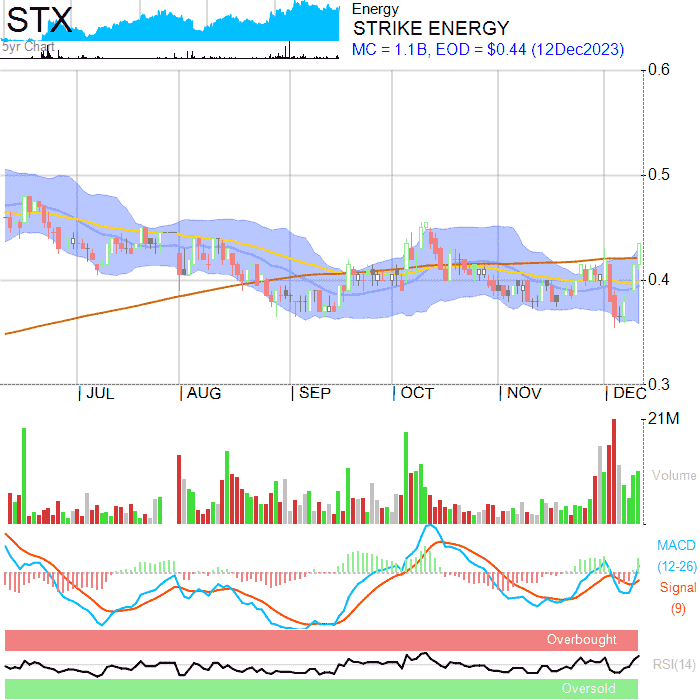 STX
5yr Chart
Energy
STRIKE ENERGY
MC = 1.1B, EOD = $0.44 (12Dec2023)
0.6
0.5
0.4
0.3
JUL
AUG
SEP
OCT
NOV
DEC
21M
Volume
MACD
(12-26)
Signal
(9)
Overbought
RSI(14)
Oversold